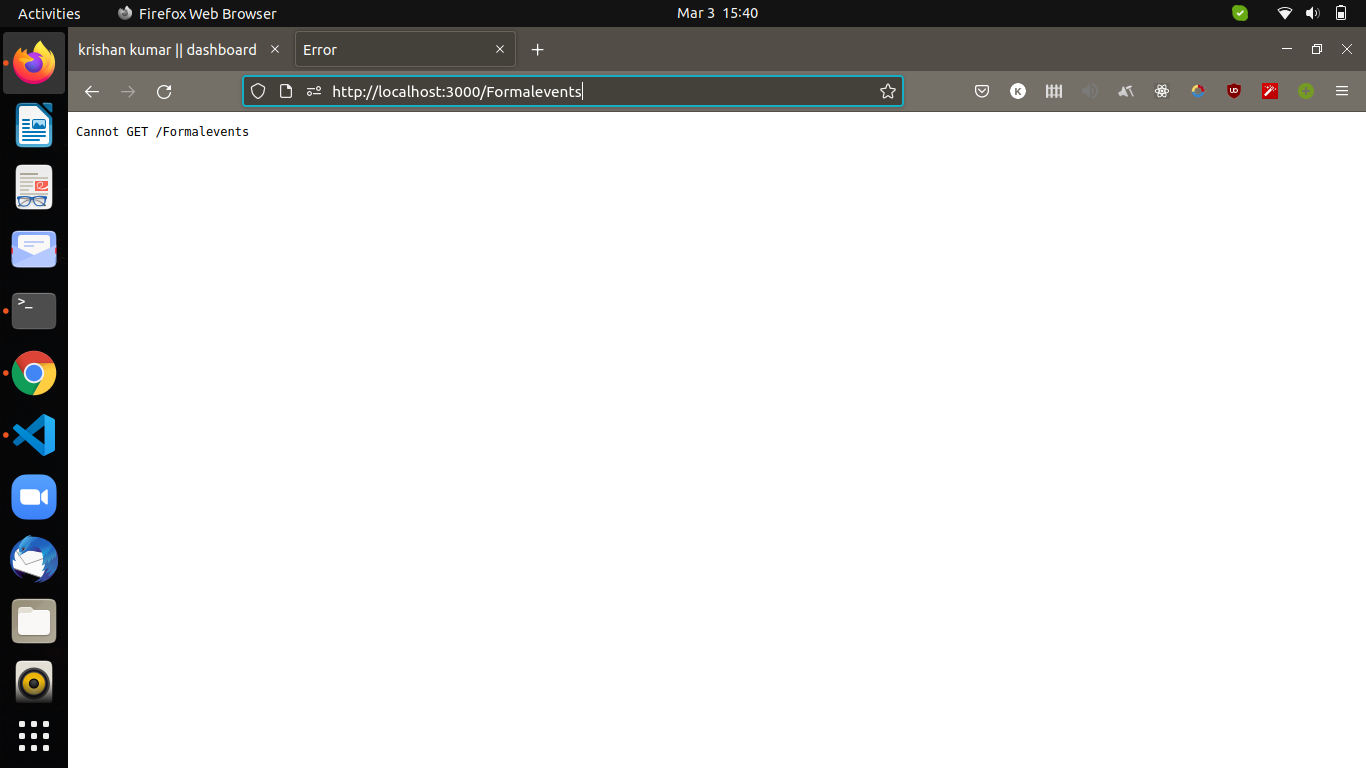 Activities
Firefox Web Browser
Mar 3 15:40
krishan kumar || dashboard
Error
http://localhost:3000/Formalevents
Cannot GET /Formalevents